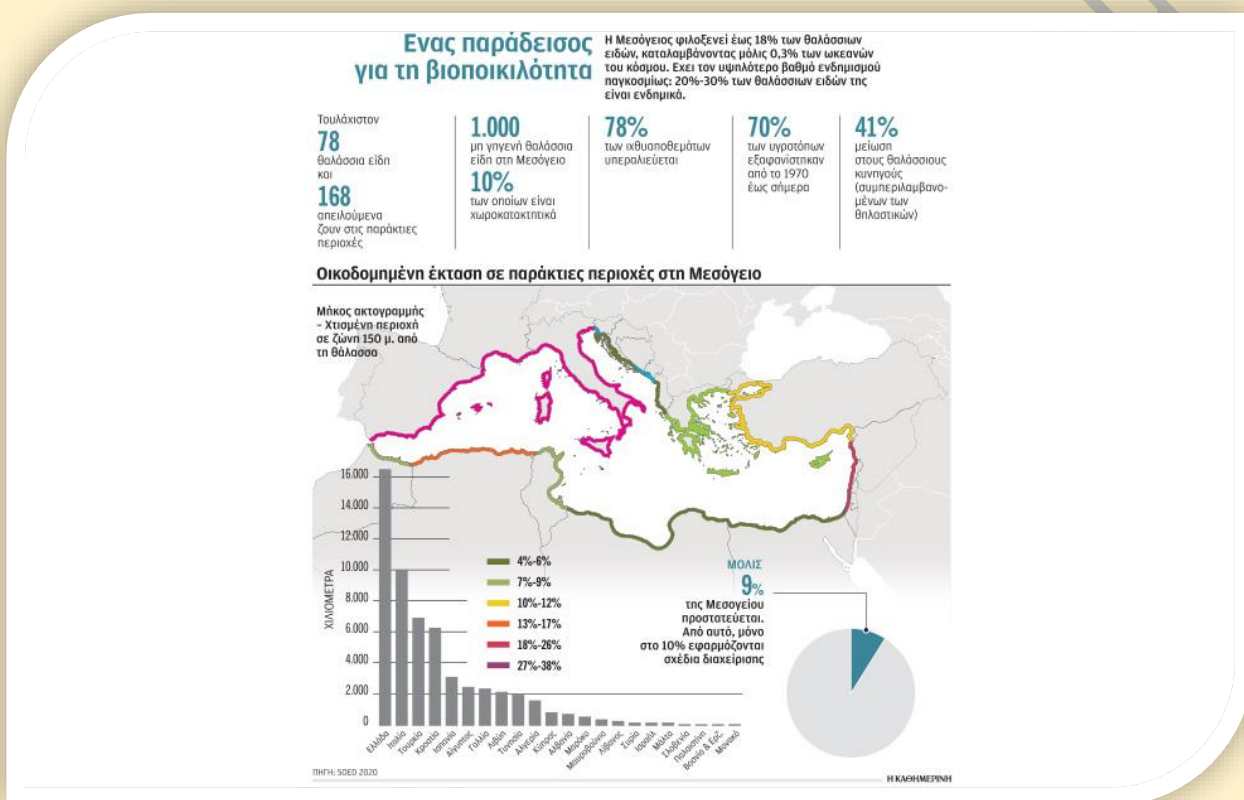 Ενας παράδεισος
για τη βιοποικιλότητα
Η Μεσόγειος φιλοξενεί έως 18% των θαλάσσιων
ειδών, καταλαμβάνοντας μόλις 0,3% των ωκεανών
του κόσμου. Εχει τον υψηλότερο βαθμό ενδημισμού
παγκοσμίως: 20%-30% των θαλάσσιων ειδών της
είναι ενδημικά.
Τουλάχιστον
78
θαλάσσια είδη
και
168
απειλούμενα
ζουν στις παράκτιες
περιοχές
1.000
μη γηγενή θαλάσσια
είδη στη Μεσόγειο
10%
των οποίων είναι
χωροκατακτητικά
78%
των ιχθυαποθεμάτων
υπεραλιεύεται
70%
των υγροτόπων
εξαφανίστηκαν
από το 1970
έως σήμερα
41%
μείωση
στους θαλάσσιους
κυνηγούς
(συμπεριλαμβανο-
μένων των
θηλαστικών)
Οικοδομημένη έκταση σε παράκτιες περιοχές στη Μεσόγειο
Μήκος ακτογραμμής
– Χτισμένη περιοχή
σε ζώνη 150 μ. από
τη θάλασσα
ΧΙΛΙΟΜΕΤΡΑ
16.000
14.000
12.000
10.000
8.000
6.000
4.000
2.000
0
Ελλάδα
Ιταλία
Τουρκία
Κροατία
Ισπανία
Αίγυπτος
Γαλλία
Λιβύη
Τυνησία
Αλγερία
Κύπρος
Αλβανία
Μαρόκο
Μαυροβούνιο
Λίβανος
Συρία
Ισραήλ
Μάλτα
Σλοβενία
Παλαιστίνη
Βοσνία & Ερζ.
Μονακό
4%-6%
7%-9%
10%-12%
13%-17%
18%-26%
27%-38%
ΜΟΛΙΣ
9%
της Μεσογείου
προστατεύεται.
Από αυτό, μόνο
στο 10% εφαρμόζονται
σχέδια διαχείρισης
ΠΗΓΗ: SOED 2020
Η ΚΑΘΗΜΕΡΙΝΗ